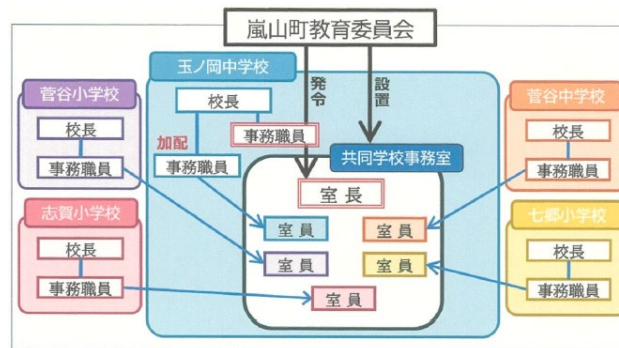 嵐山町教育委員会
玉ノ岡中学校
菅谷小学校
菅谷中学校
発令
設置
校長
校長
校長
事務職員
加配
事務職員
事務職員
事務職員
共同学校事務室
室長
志賀小学校
七郷小学校
室員
室員
校長
校長
室員
室員
事務職員
事務職員
室員